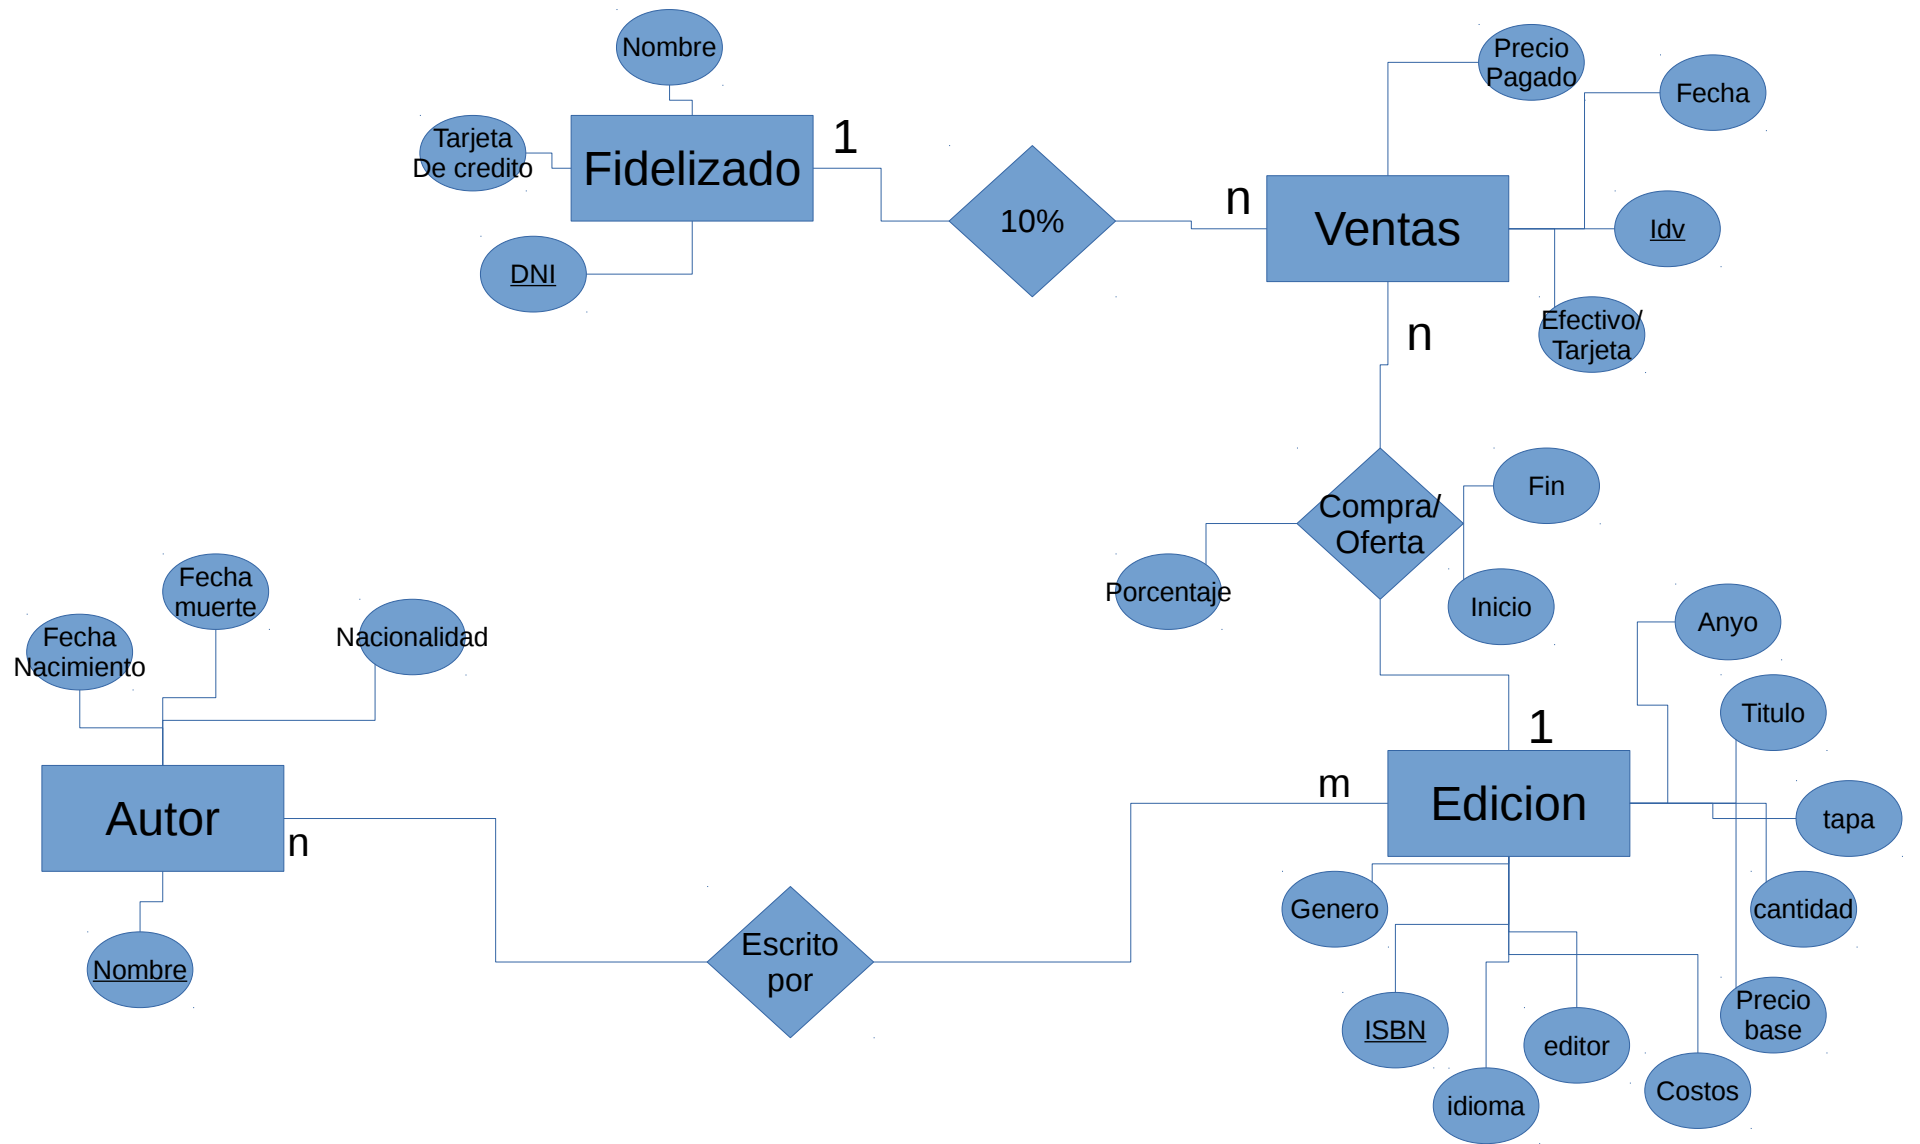 Nombre
Precio
Pagado
Fecha
Tarjeta
De credito
Fidelizado
1
10%
n
Ventas
Idv
DNI
Efectivo/
Tarjeta
n
Compra/
Oferta
Fin
Porcentaje
Inicio
Fecha
muerte
Fecha
Nacimiento
Nacionalidad
Anyo
Titulo
1
m
Edicion
tapa
Autor
n
Genero
cantidad
Escrito
por
Nombre
ISBN
editor
Precio
base
idioma
Costos